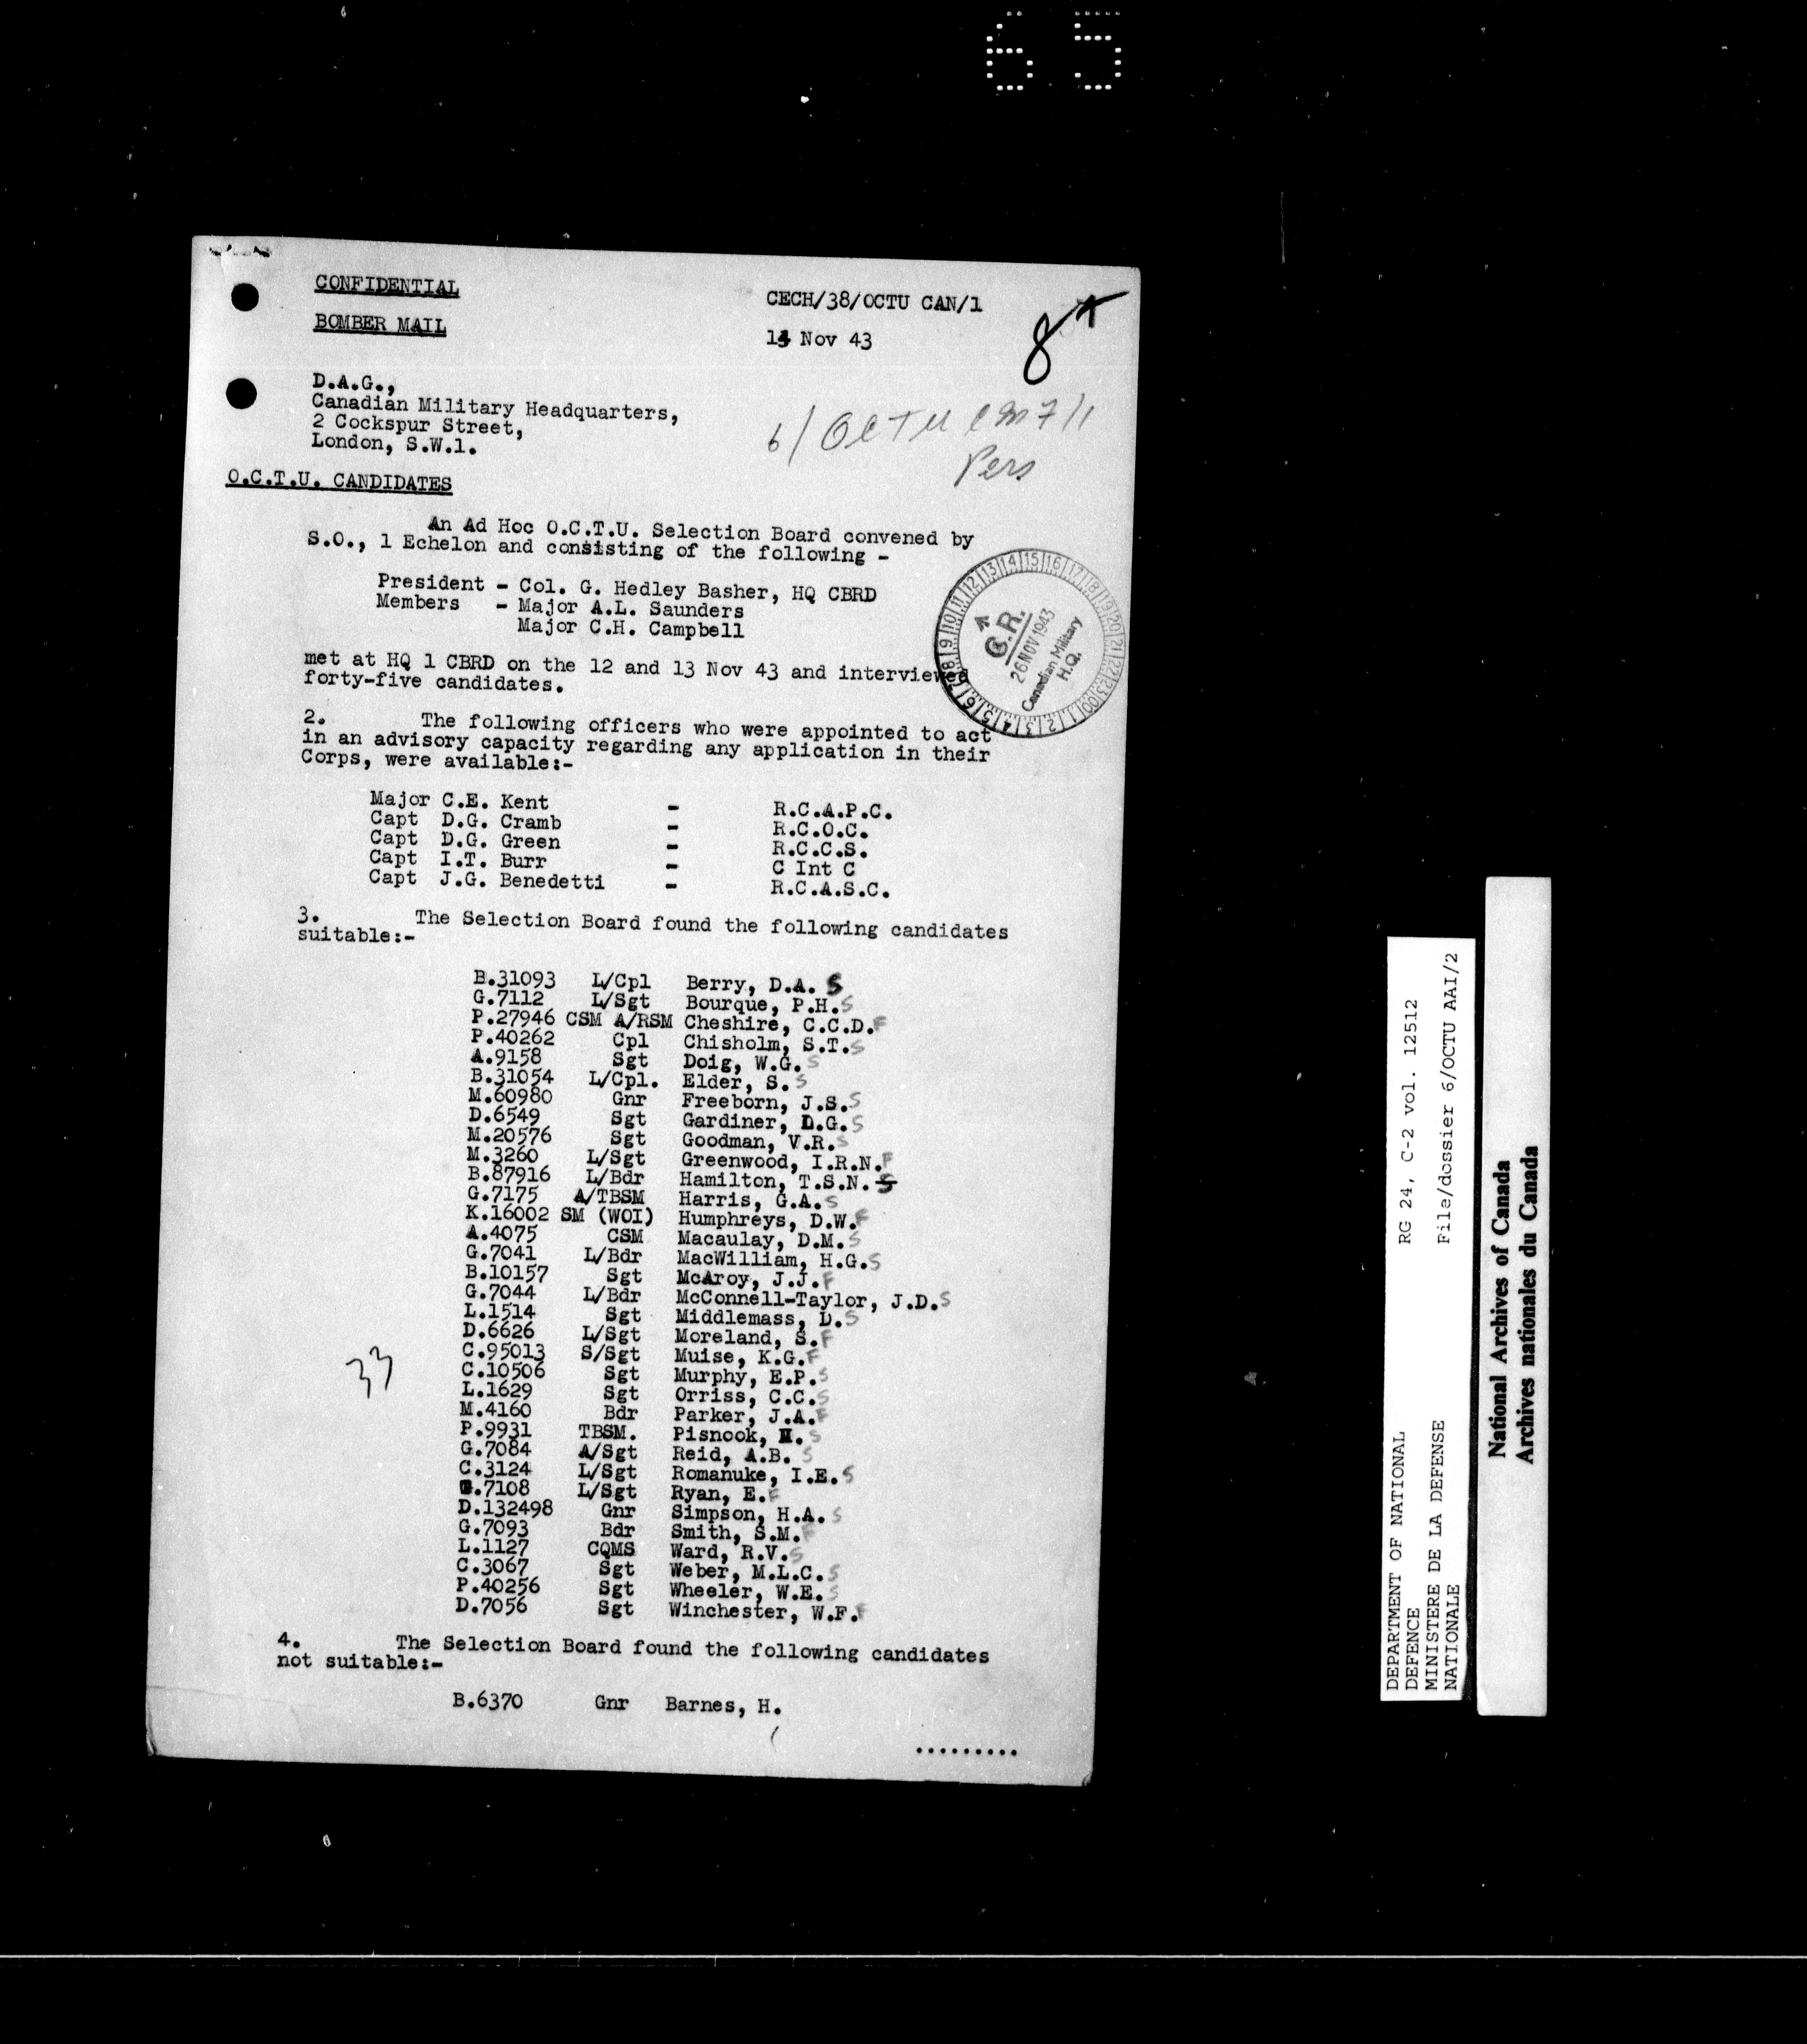 65
CONFIDENTIAL
CECH/38/OCTU CAN/1
BOMBER MAIL
Nov 43
8
D.A.G.,
Canadian Military Headquarters,
2 Cockspur Street,
London, S.W.1.
6/OCTU CM7/1
Pers
O.C.T.U. CANDIDATES
An Ad Hoc O.C.T.U. Selection Board convened by
S.O., 1 Echelon and consisting of the following -
President - Col. G. Hedley Basher, HQ CBRD
Members - Major A.L. Saunders
Major C.H. Campbell
met at HQ 1 CBRD on the 12 and 13 Nov 43 and interviewed
forty-five candidates.
C.R.
26 NOV 1943
Canadian Military
H.Q.
2. The following officers who were appointed to act
in an advisory capacity regarding any application in their
Corps, were available:-
Major C.E. Kent - R.C.A.P.C.
Capt D.G. Cramb - R.C.O.C.
Capt D.G. Green - R.C.C.S.
Capt I.T. Burr - C Int C
Capt J.G. Benedetti - R.C.A.S.C.
3. The Selection Board found the following candidates
suitable:-
B.31093 L/Cpl Berry, D.A. S
G.7112 L/Sgt Bourque, P.H. S
P.27946 CSM A/RSM Cheshire, C.C.D. F
P.40262 Cpl Chisholm, S.T. S
A.9158 Sgt Doig, W.G. S
B.31054 L/Cpl. Elder, S. S
M.60980 Gnr Freeborn, J.S. S
D.6549 Sgt Gardiner, D.G. S
M.20576 Sgt Goodman, V.R. S
M.3260 L/Sgt Greenwood, I.R.N. F
B.87916 L/Bdr Hamilton, T.S.N. S
G.7175 A/TBSM Harris, G.A. S
K.16002 SM (WOI) Humphreys, D.W. F
A.4075 CSM Macaulay, D.M. S
G.7041 L/Bdr MacWilliam, H.G. S
B.10157 Sgt McAroy, J.J. F
G.7044 L/Bdr McConnell-Taylor, J.D. S
L.1514 Sgt Middlemass, D. S
D.6626 L/Sgt Moreland, S. F
C.95013 S/Sgt Muise, K.G. F
C.10506 Sgt Murphy, E.P. S
L.1629 Sgt Orriss, C.C. S
M.4160 Bdr Parker, J.A. F
P.9931 TBSM. Pisnook, M. S
G.7084 A/Sgt Reid, A.B. S
C.3124 L/Sgt Romanuke, I.E. S
G.7108 L/Sgt Ryan, E. F
D.132498 Gnr Simpson, H.A. S
G.7093 Bdr Smith, S.M. F
L.1127 CQMS Ward, R.V. S
C.3067 Sgt Weber, M.L.C. S
P.40256 Sgt Wheeler, W.E. S
D.7056 Sgt Winchester, W.F. F
33
4. The Selection Board found the following candidates
not suitable:-
B.6370 Gnr Barnes, H.
.........
DEPARTMENT OF NATIONAL
DEFENCE
MINISTERE DE LA DEFENSE
NATIONALE
RG 24, C-2 vol. 12512
File/dossier 6/OCTU AAI/2
National Archives of Canada
Archives nationales du Canada